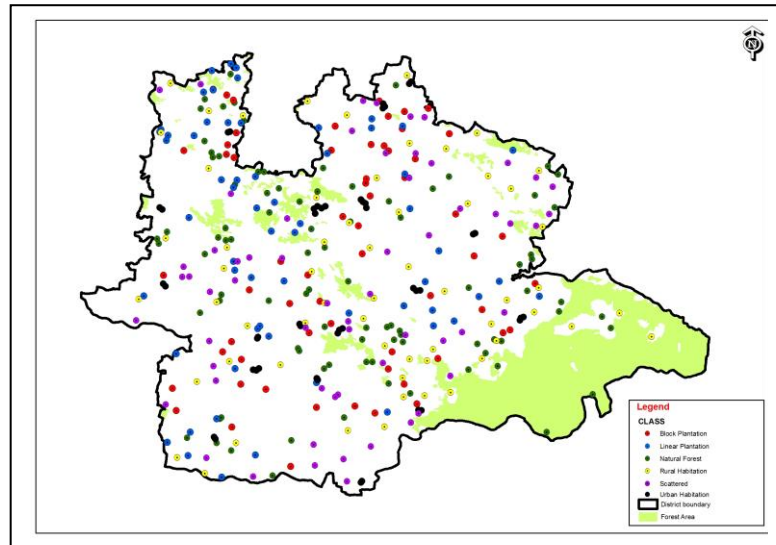 N
Legend
CLASS
Block Plantation
Linear Plantation
Natural Forest
Rural Habitation
Scattered
Urban Habitation
District boundary
Forest Area